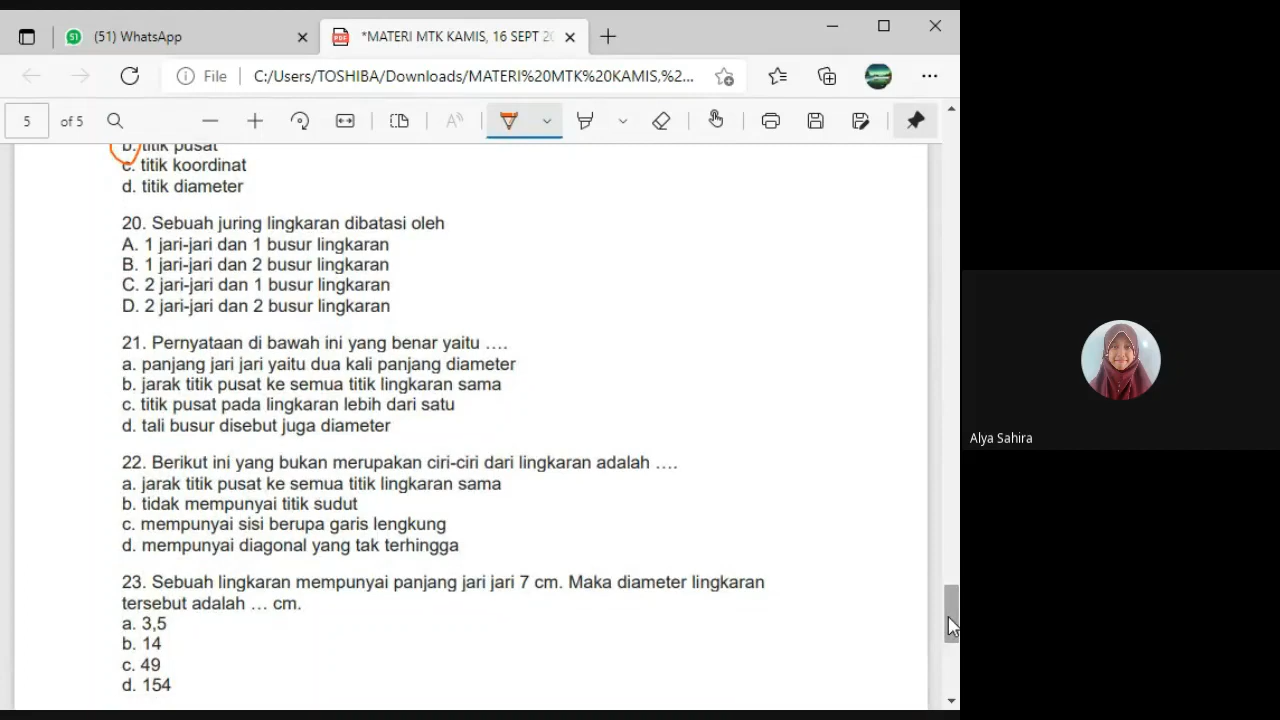 (51) WhatsApp
*MATERI MTK KAMIS, 16 SEPT 20
File
C:/Users/TOSHIBA/Downloads/MATERI%20MTK%20KAMIS,%2...
5 of 5
b. titik pusat
c. titik koordinat
d. titik diameter
20. Sebuah juring lingkaran dibatasi oleh
A. 1 jari-jari dan 1 busur lingkaran
B. 1 jari-jari dan 2 busur lingkaran
C. 2 jari-jari dan 1 busur lingkaran
D. 2 jari-jari dan 2 busur lingkaran
21. Pernyataan di bawah ini yang benar yaitu ....
a. panjang jari jari yaitu dua kali panjang diameter
b. jarak titik pusat ke semua titik lingkaran sama
c. titik pusat pada lingkaran lebih dari satu
d. tali busur disebut juga diameter
22. Berikut ini yang bukan merupakan ciri-ciri dari lingkaran adalah ....
a. jarak titik pusat ke semua titik lingkaran sama
b. tidak mempunyai titik sudut
c. mempunyai sisi berupa garis lengkung
d. mempunyai diagonal yang tak terhingga
23. Sebuah lingkaran mempunyai panjang jari jari 7 cm. Maka diameter lingkaran
tersebut adalah ... cm.
a. 3,5
b. 14
c. 49
d. 154
Alya Sahira